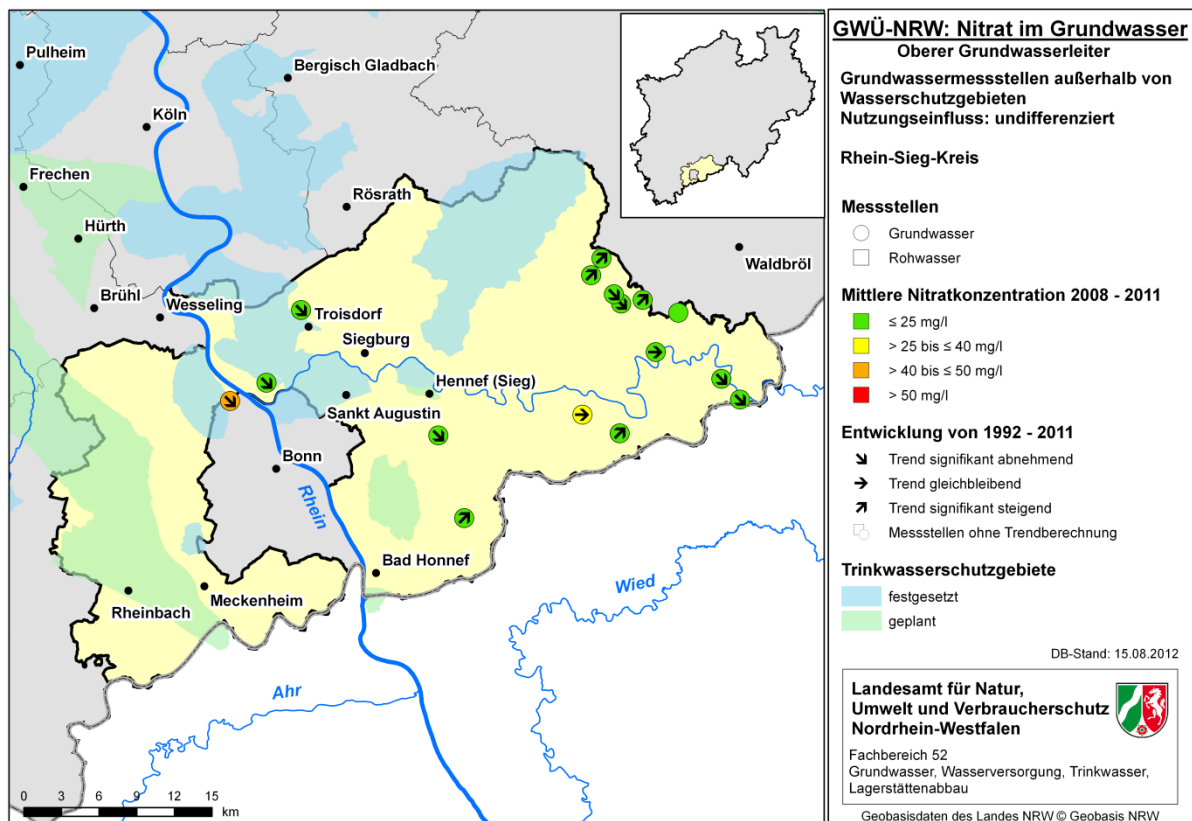 Pulheim
Bergisch Gladbach
Köln
Frechen
Rösrath
Hürth
Waldbröl
Brühl
Wesseling
Troisdorf
Siegburg
Hennef (Sieg)
Sankt Augustin
Bonn
Rhein
Bad Honnef
Wied
Rheinbach
Meckenheim
Ahr
0 3 6 9 12 15
km
GWÜ-NRW: Nitrat im Grundwasser
Oberer Grundwasserleiter
Grundwassermessstellen außerhalb von
Wasserschutzgebieten
Nutzungseinfluss: undifferenziert
Rhein-Sieg-Kreis
Messstellen
Grundwasser
Rohwasser
Mittlere Nitratkonzentration 2008 - 2011
≤ 25 mg/l
> 25 bis ≤ 40 mg/l
> 40 bis ≤ 50 mg/l
> 50 mg/l
Entwicklung von 1992 - 2011
Trend signifikant abnehmend
Trend gleichbleibend
Trend signifikant steigend
Messstellen ohne Trendberechnung
Trinkwasserschutzgebiete
festgesetzt
geplant
DB-Stand: 15.08.2012
Landesamt für Natur,
Umwelt und Verbraucherschutz
Nordrhein-Westfalen
Fachbereich 52
Grundwasser, Wasserversorgung, Trinkwasser,
Lagerstättenabbau
Geobasisdaten des Landes NRW © Geobasis NRW